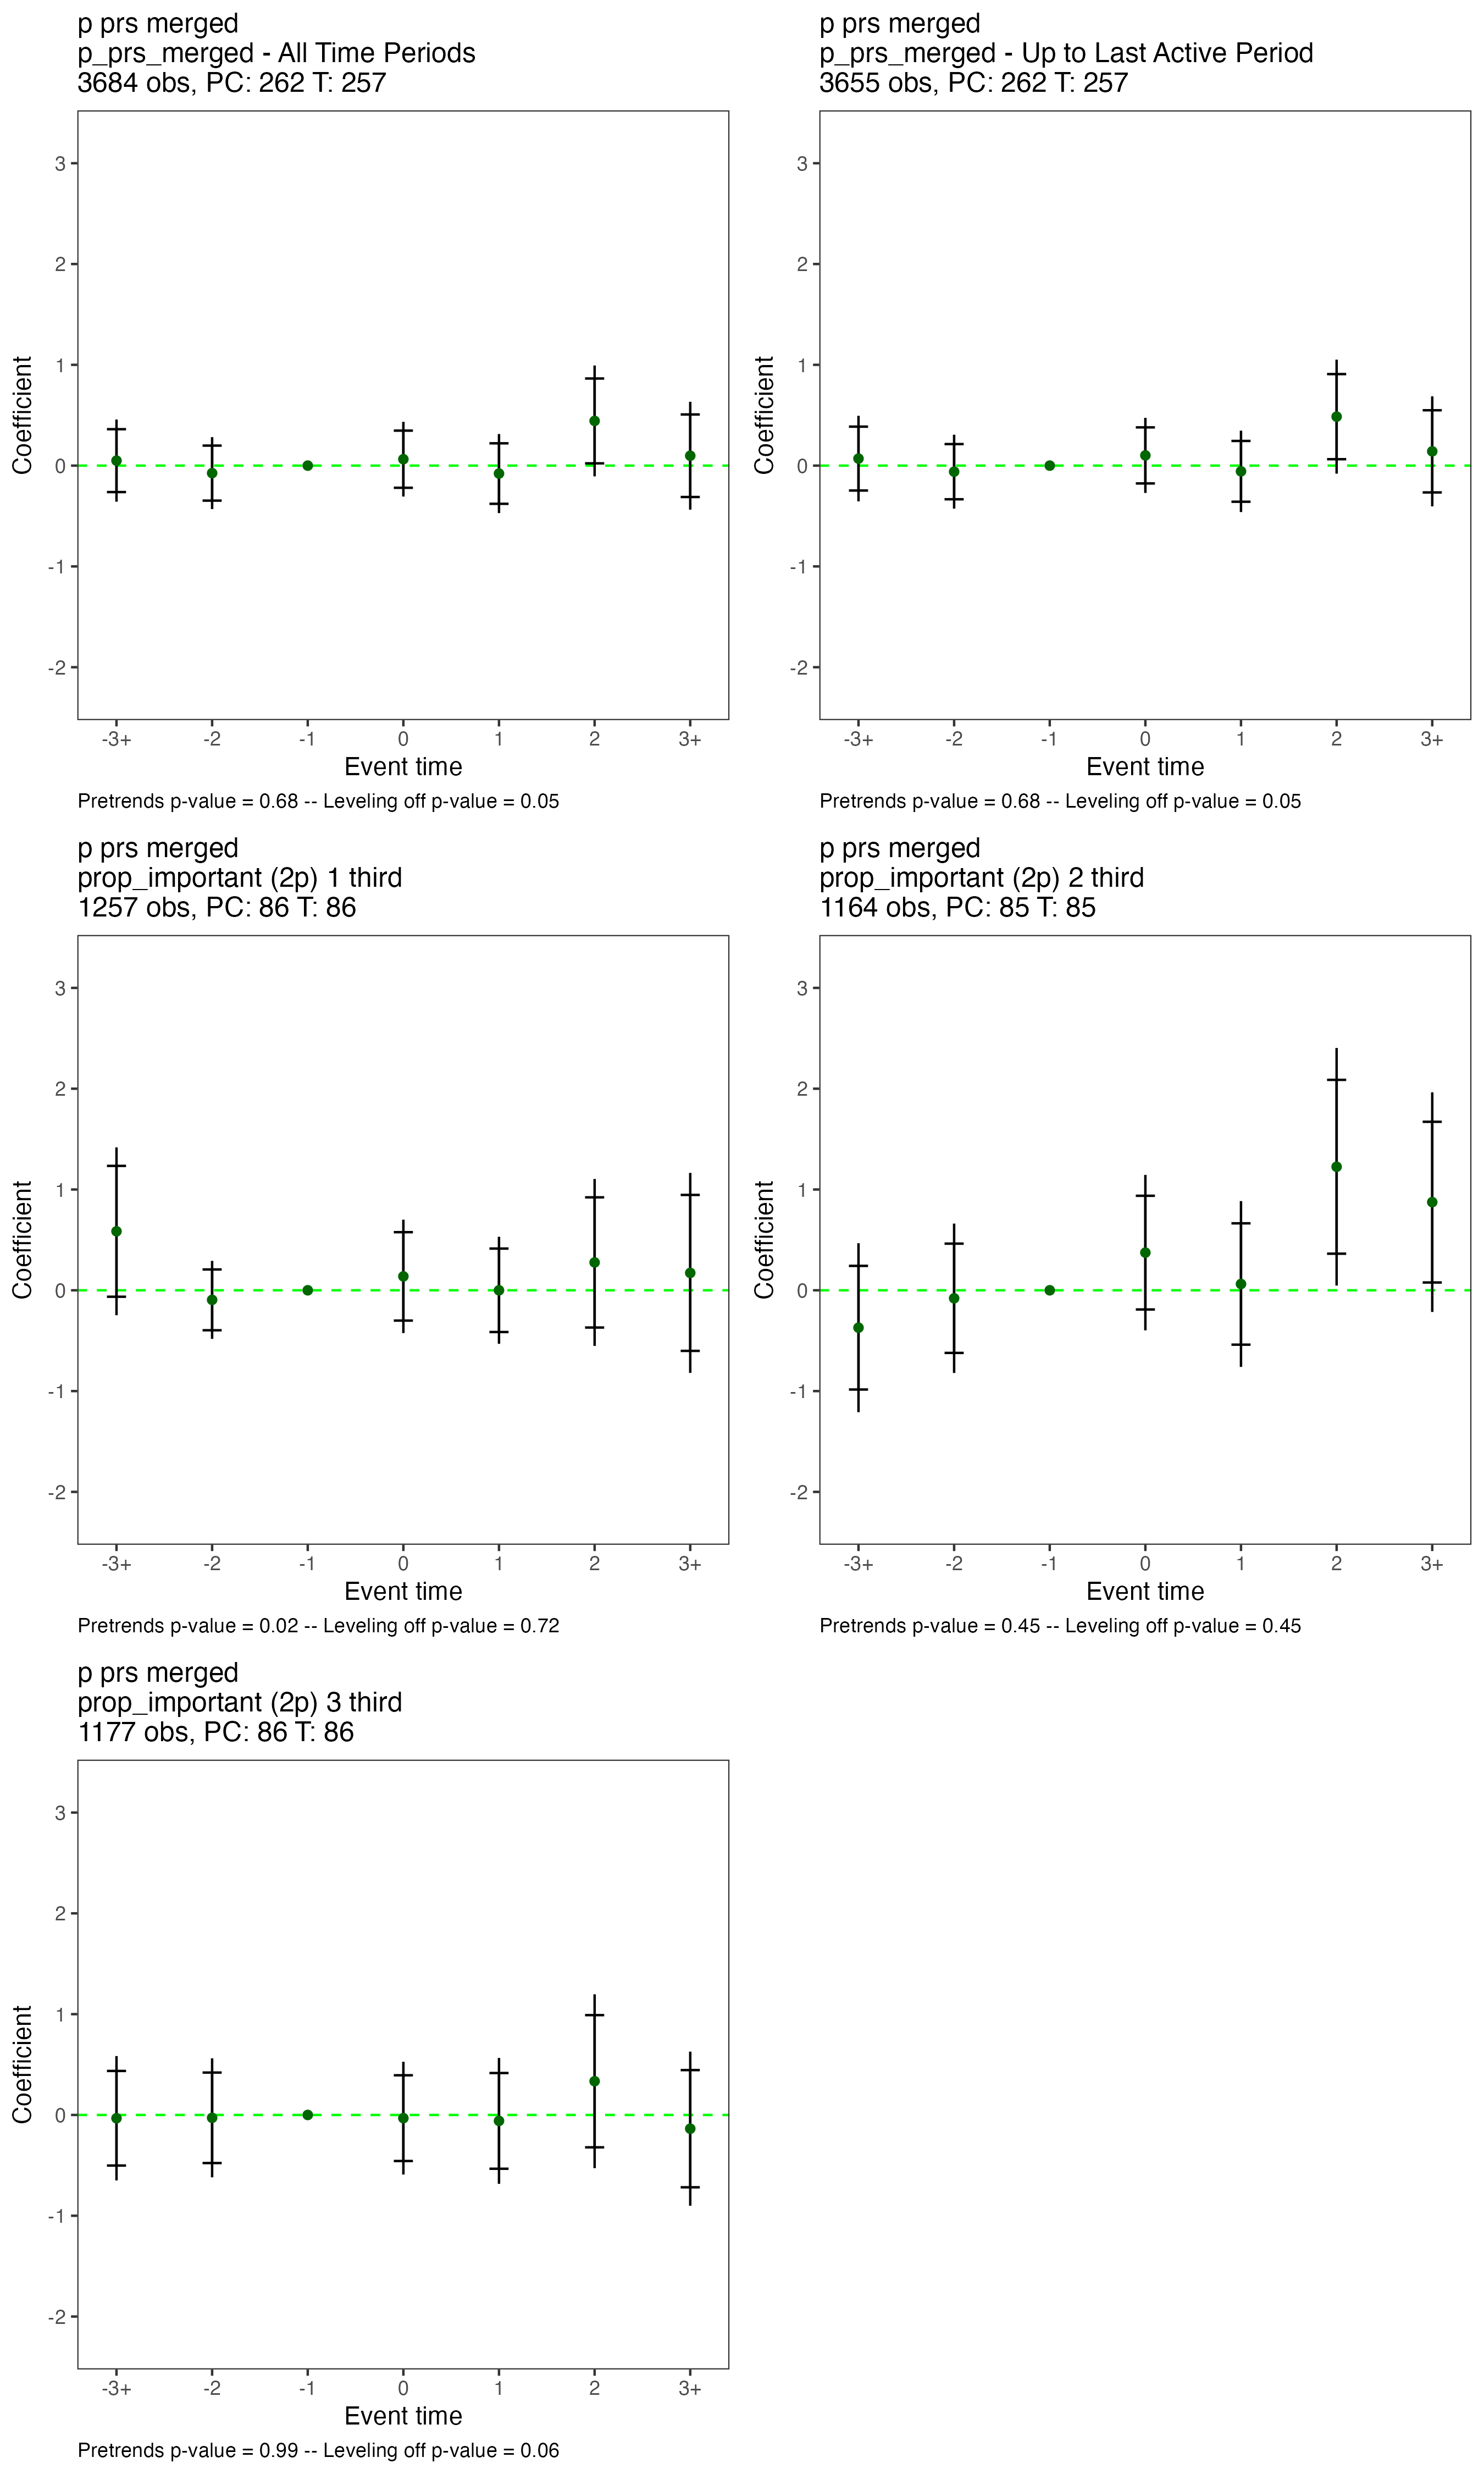 p prs merged
p_prs_merged - All Time Periods
3684 obs, PC: 262 T: 257
3
2
1
0
-1
-2
Coefficient
-3+ -2 -1 0 1 2 3+
Event time
Pretrends p-value = 0.68 -- Leveling off p-value = 0.05
p prs merged
p_prs_merged - Up to Last Active Period
3655 obs, PC: 262 T: 257
3
2
1
0
-1
-2
Coefficient
-3+ -2 -1 0 1 2 3+
Event time
Pretrends p-value = 0.68 -- Leveling off p-value = 0.05
p prs merged
prop_important (2p) 1 third
1257 obs, PC: 86 T: 86
3
2
1
0
-1
-2
Coefficient
-3+ -2 -1 0 1 2 3+
Event time
Pretrends p-value = 0.02 -- Leveling off p-value = 0.72
p prs merged
prop_important (2p) 2 third
1164 obs, PC: 85 T: 85
3
2
1
0
-1
-2
Coefficient
-3+ -2 -1 0 1 2 3+
Event time
Pretrends p-value = 0.45 -- Leveling off p-value = 0.45
p prs merged
prop_important (2p) 3 third
1177 obs, PC: 86 T: 86
3
2
1
0
-1
-2
Coefficient
-3+ -2 -1 0 1 2 3+
Event time
Pretrends p-value = 0.99 -- Leveling off p-value = 0.06